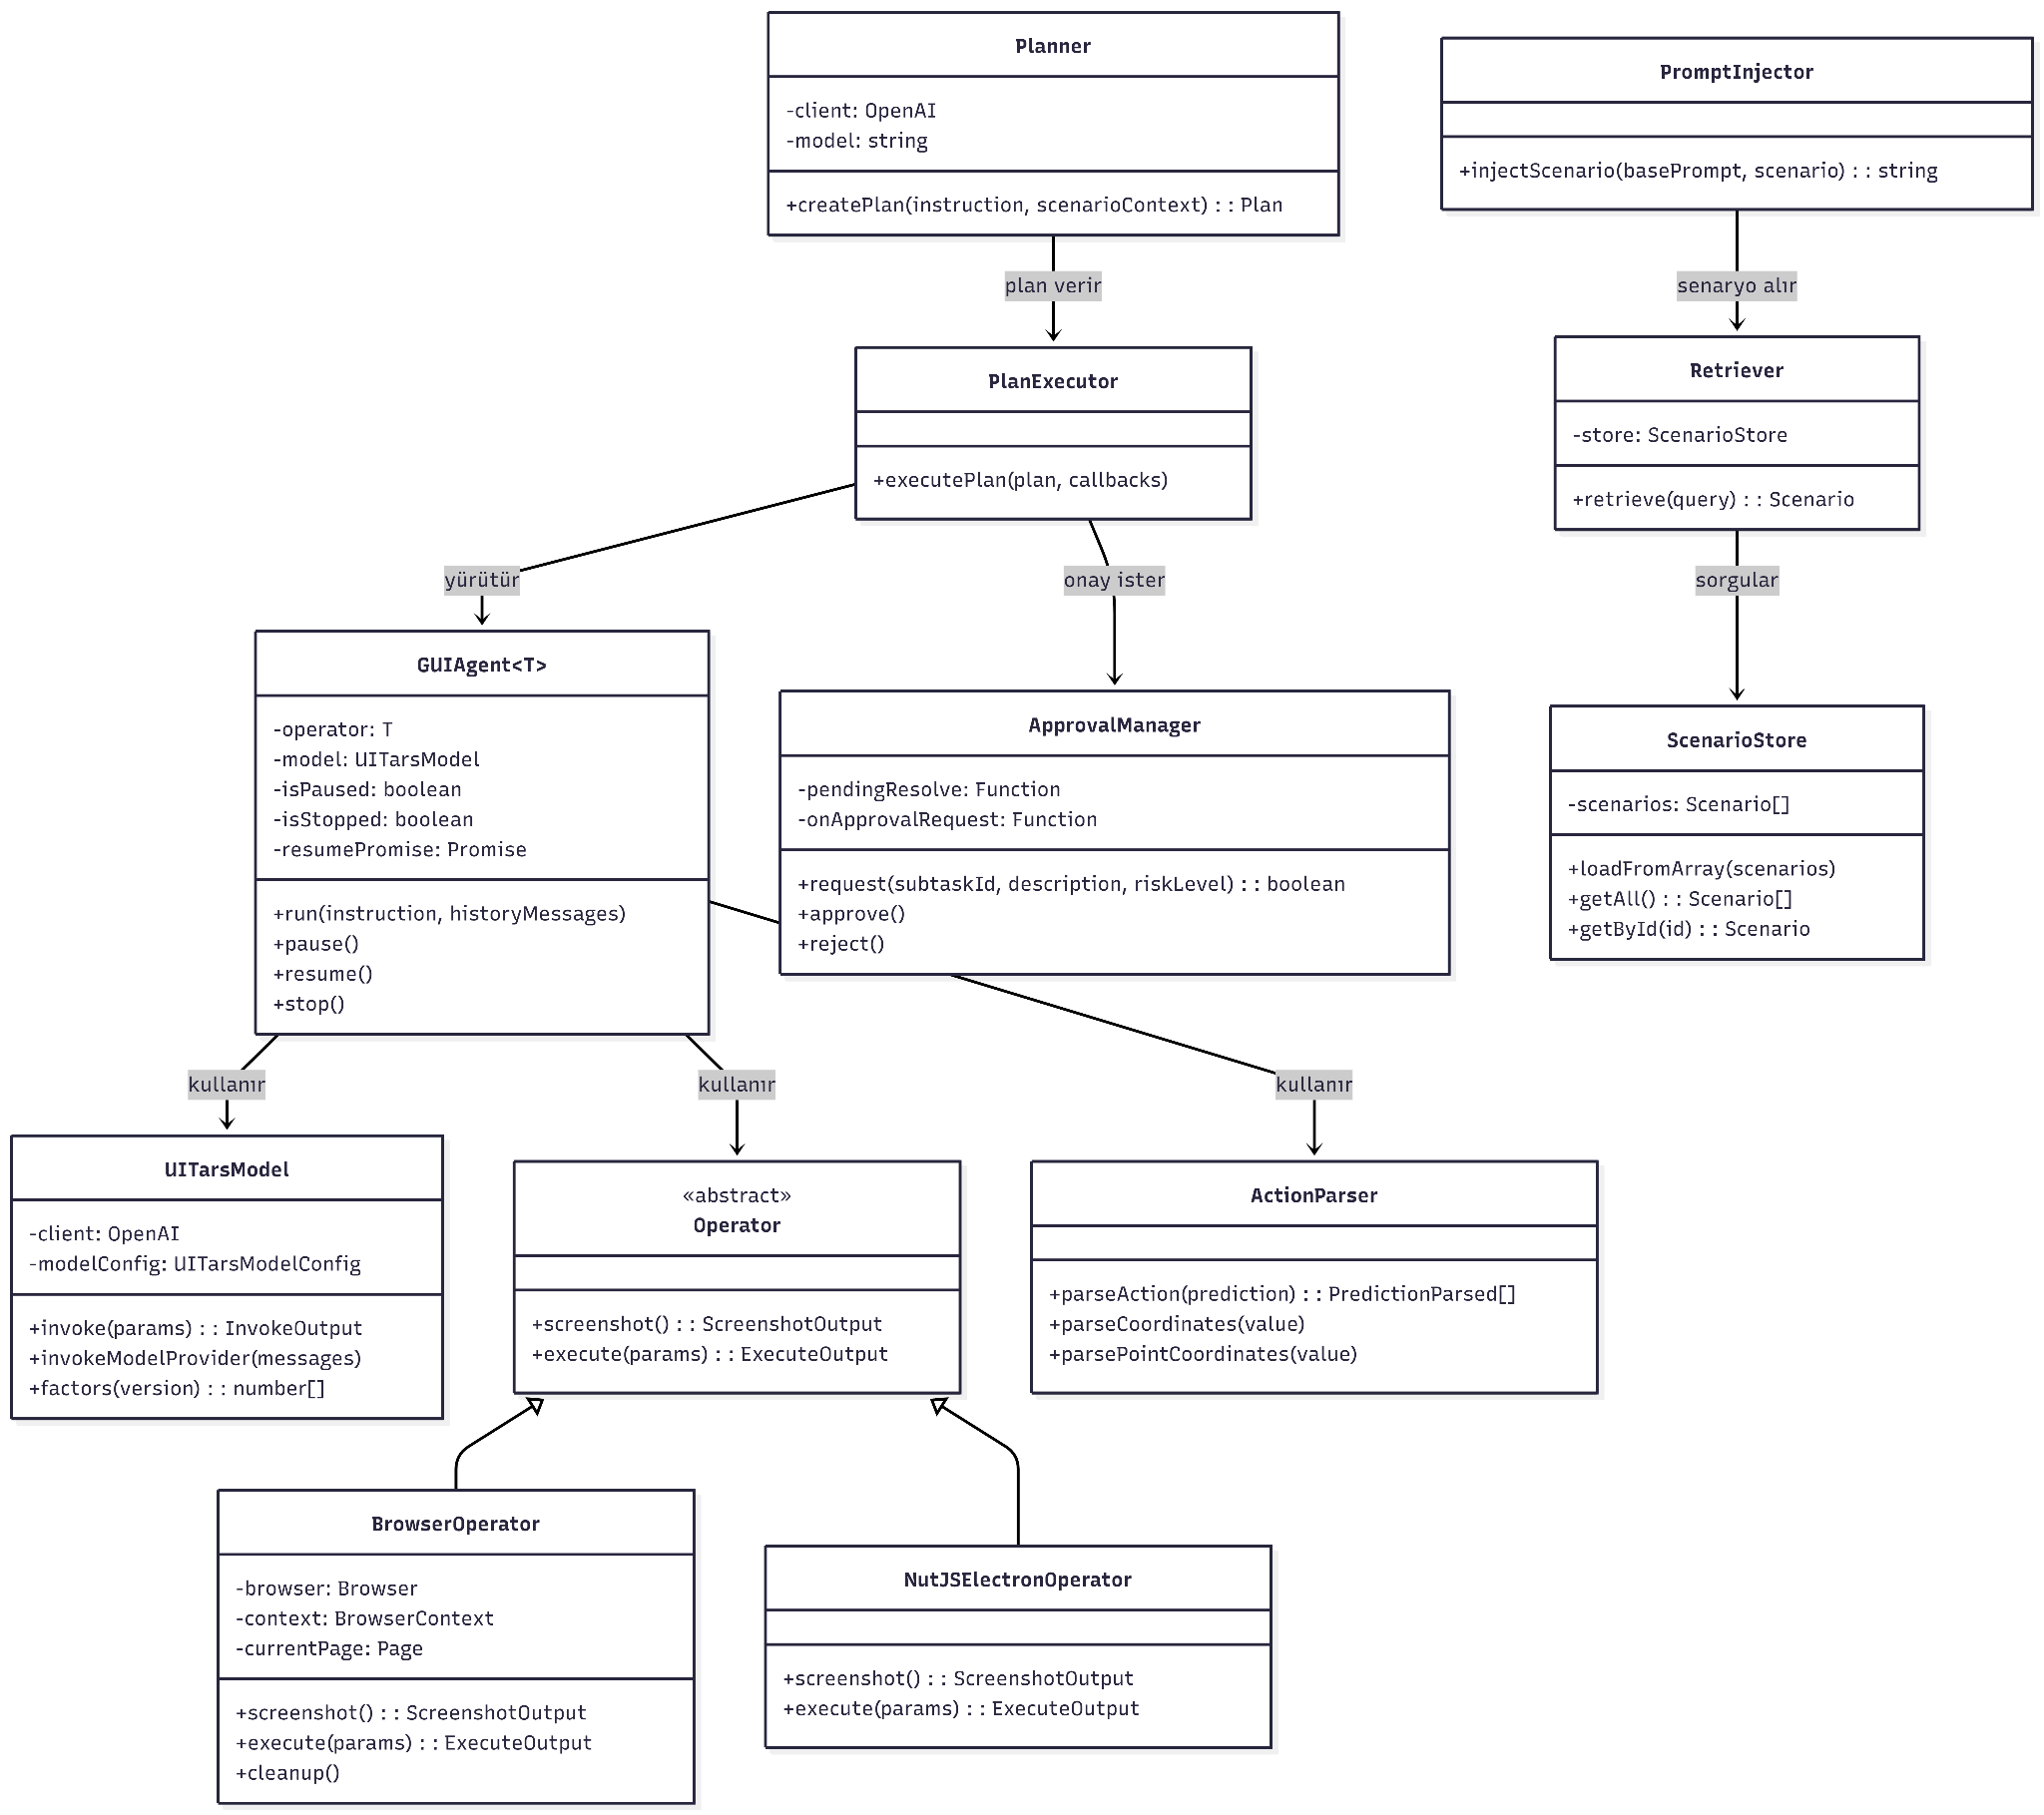 Planner
-client: OpenAI
-model: string
+createPlan(instruction, scenarioContext) : : Plan
PromptInjector
+injectScenario(basePrompt, scenario) : : string
plan verir
senaryo alır
PlanExecutor
+executePlan(plan, callbacks)
Retriever
-store: ScenarioStore
+retrieve(query) : : Scenario
yürütür
onay ister
sorgular
GUIAgent<T>
-operator: T
-model: UITarsModel
-isPaused: boolean
-isStopped: boolean
-resumePromise: Promise
+run(instruction, historyMessages)
+pause()
+resume()
+stop()
ApprovalManager
-pendingResolve: Function
-onApprovalRequest: Function
+request(subtaskId, description, riskLevel) : : boolean
+approve()
+reject()
ScenarioStore
-scenarios: Scenario[]
+loadFromArray(scenarios)
+getAll() : : Scenario[]
+getById(id) : : Scenario
kullanır
kullanır
kullanır
UITarsModel
-client: OpenAI
-modelConfig: UITarsModelConfig
+invoke(params) : : InvokeOutput
+invokeModelProvider(messages)
+factors(version) : : number[]
«abstract»
Operator
+screenshot() : : ScreenshotOutput
+execute(params) : : ExecuteOutput
ActionParser
+parseAction(prediction) : : PredictionParsed[]
+parseCoordinates(value)
+parsePointCoordinates(value)
BrowserOperator
-browser: Browser
-context: BrowserContext
-currentPage: Page
+screenshot() : : ScreenshotOutput
+execute(params) : : ExecuteOutput
+cleanup()
NutJSElectronOperator
+screenshot() : : ScreenshotOutput
+execute(params) : : ExecuteOutput